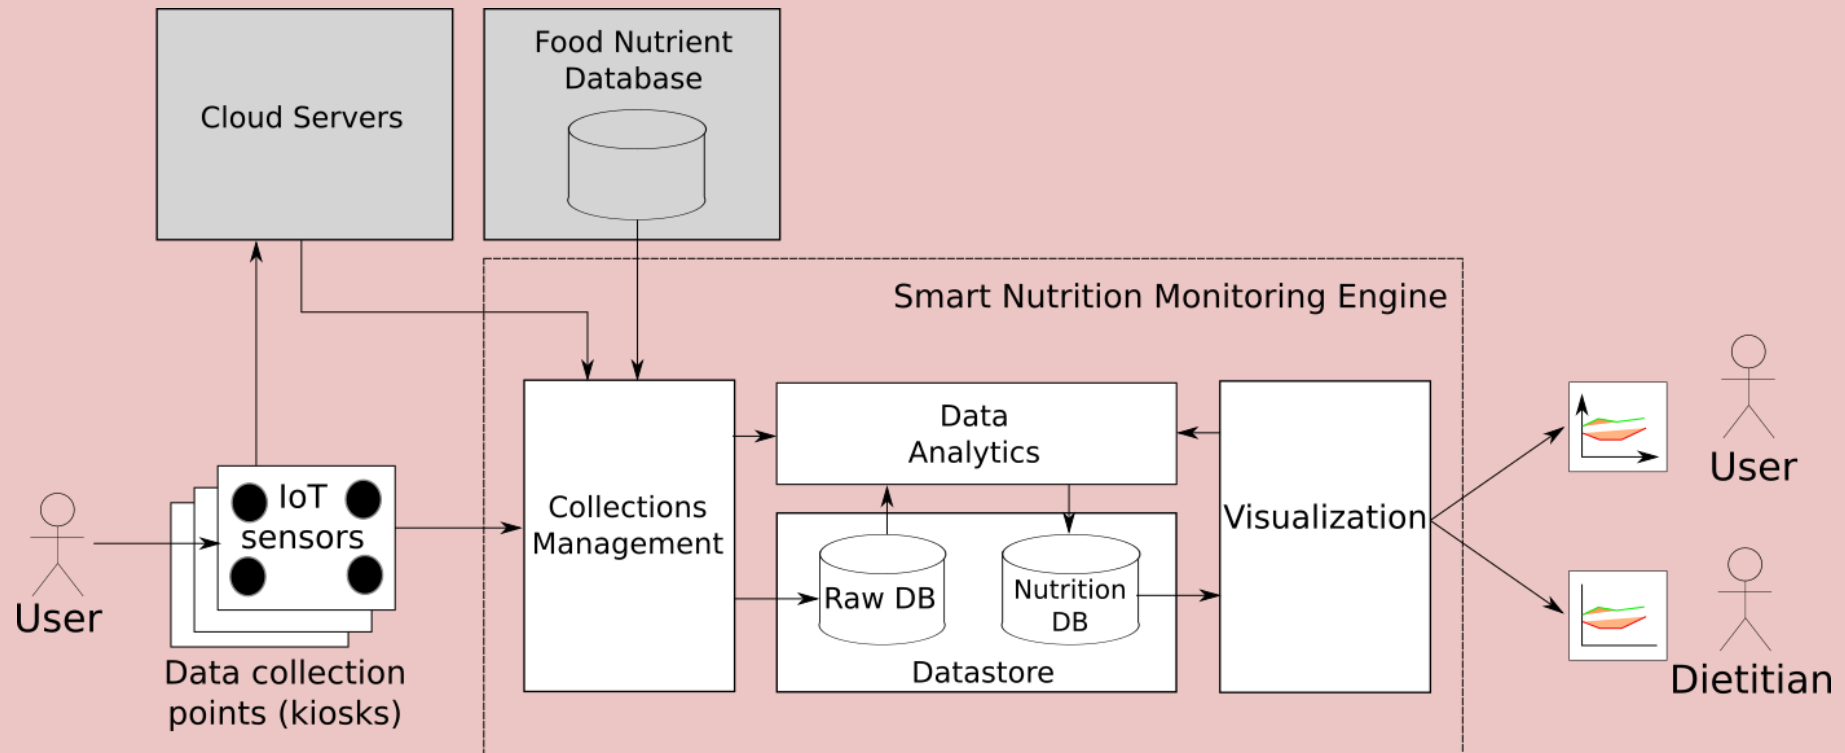 Cloud Servers
Food Nutrient
Database
Smart Nutrition Monitoring Engine
User
IoT
sensors
Data collection
points (kiosks)
Collections
Management
Data
Analytics
Raw DB
Nutrition
DB
Datastore
Visualization
User
Dietitian